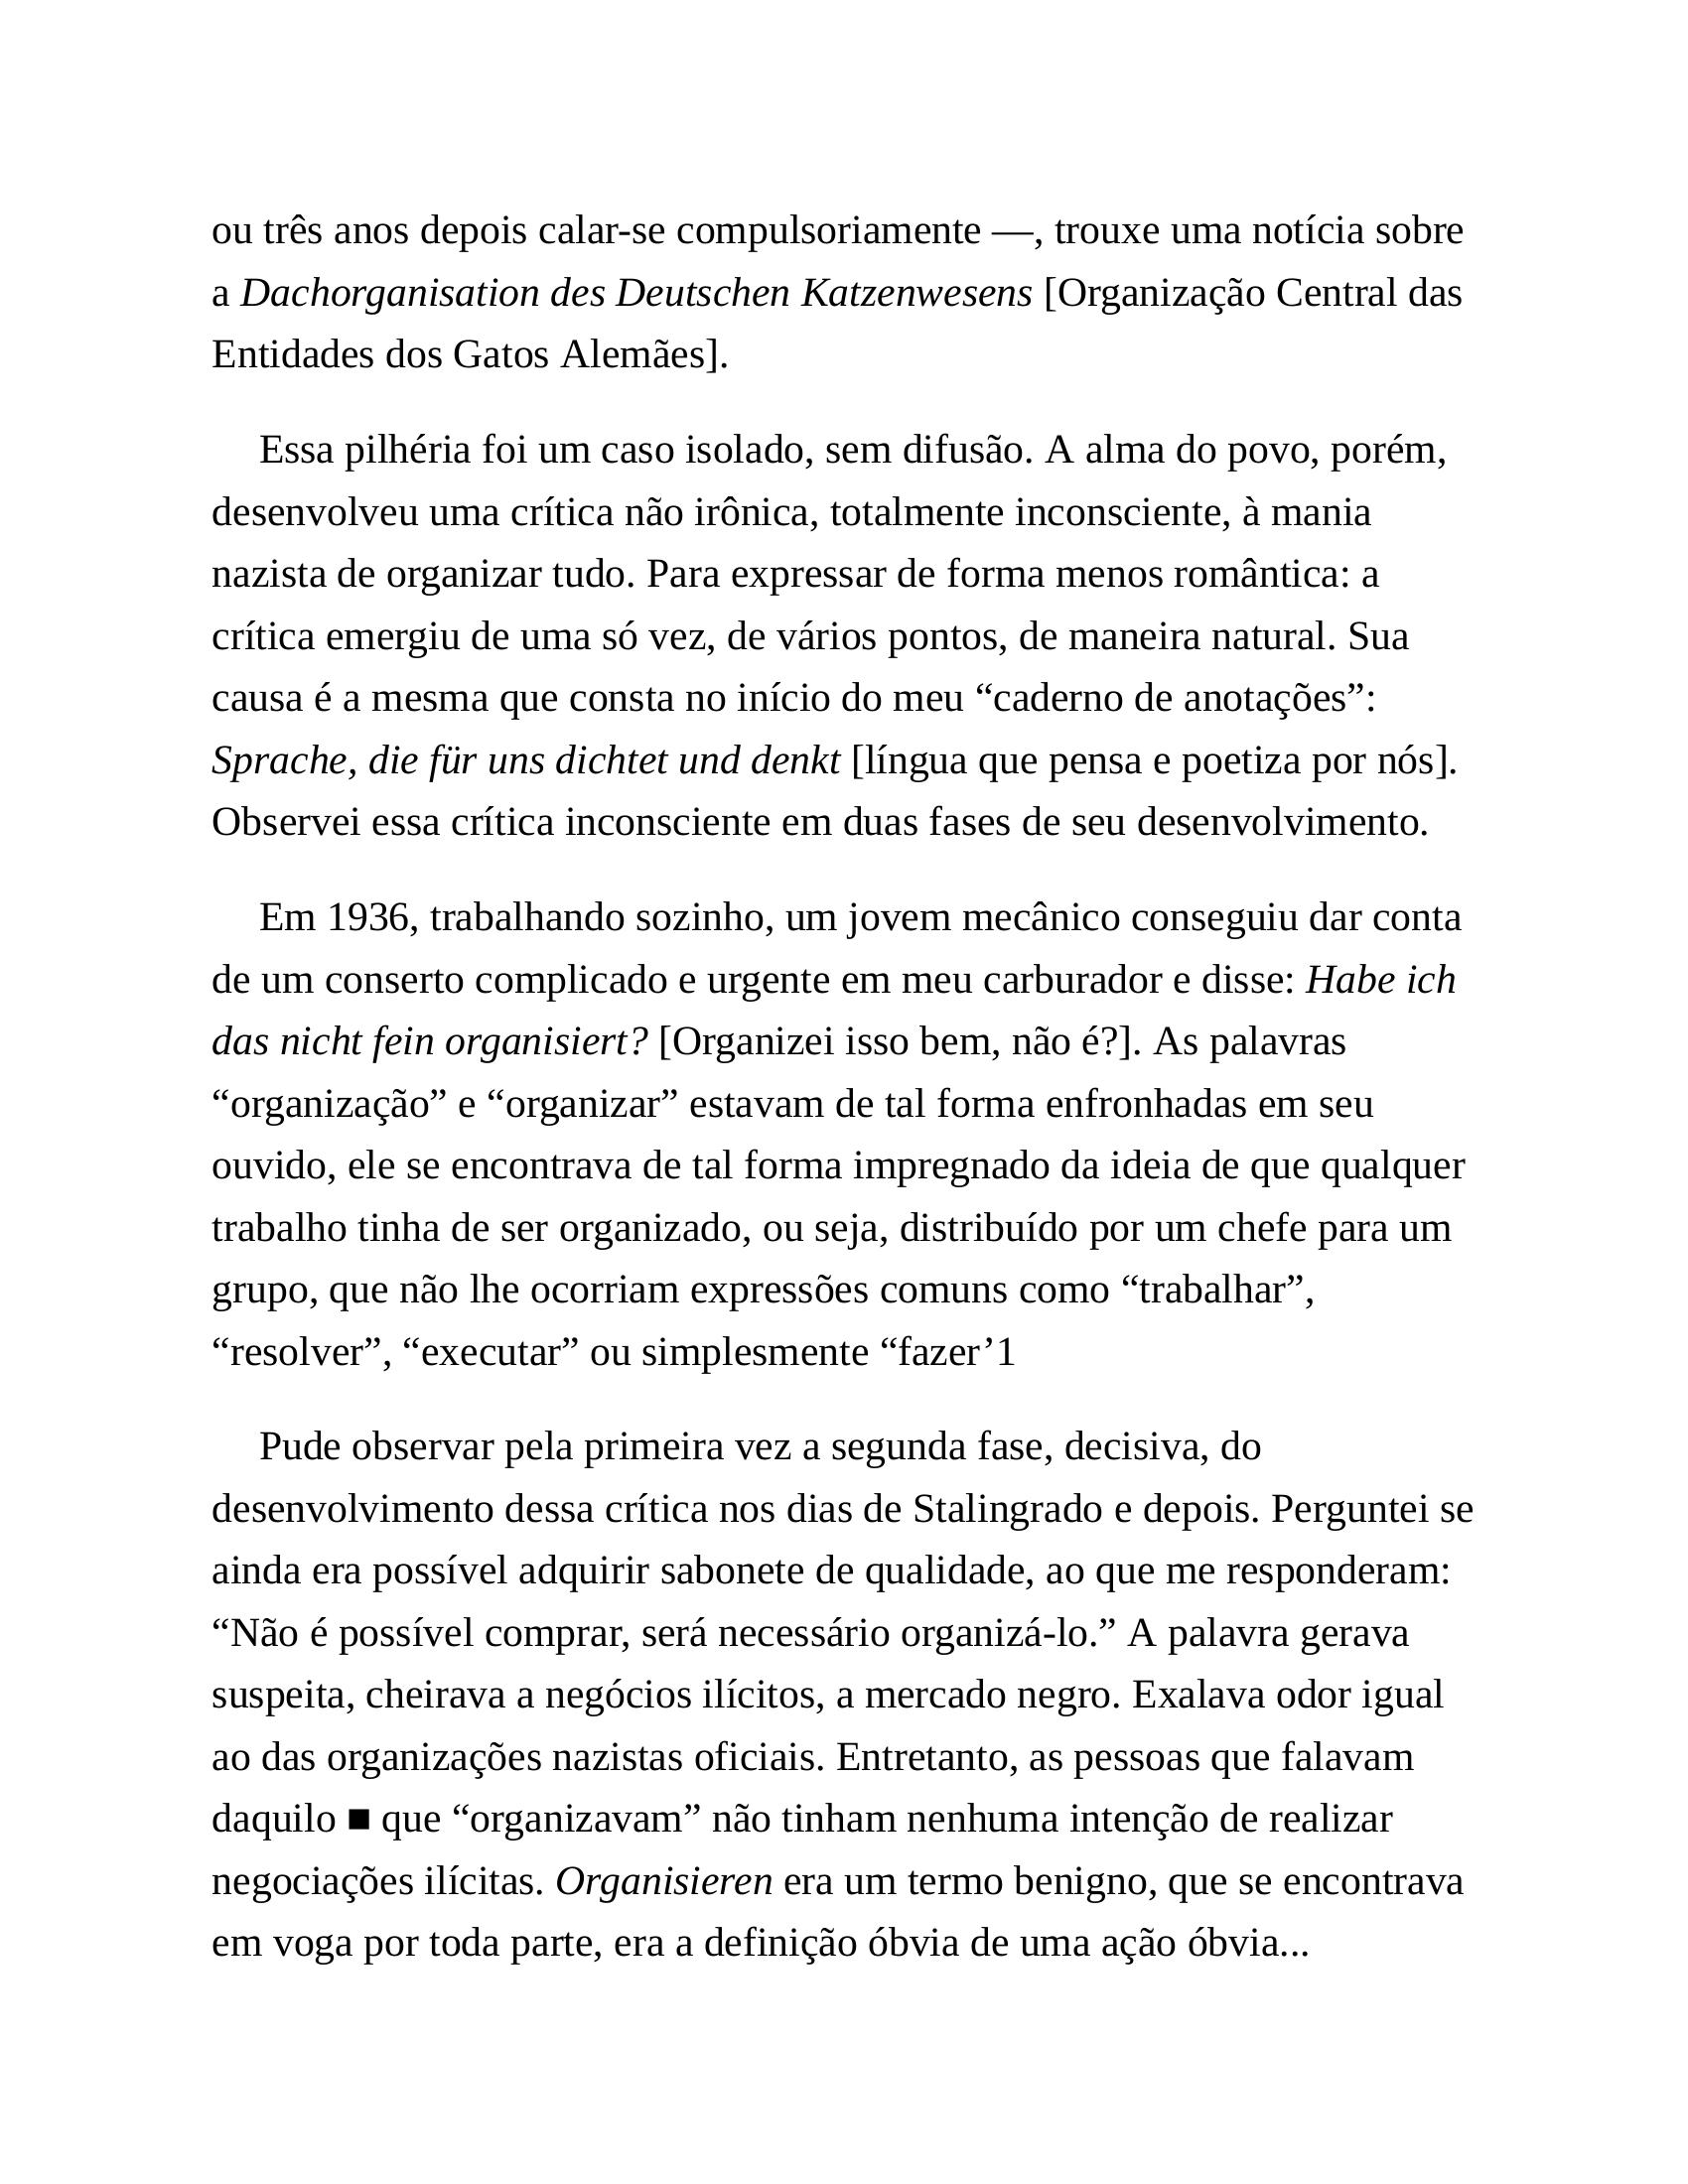 ou três anos depois calar-se compulsoriamente —, trouxe uma notícia sobre
a Dachorganisation des Deutschen Katzenwesens [Organização Central das
Entidades dos Gatos Alemães].
Essa pilhéria foi um caso isolado, sem difusão. A alma do povo, porém,
desenvolveu uma crítica não irônica, totalmente inconsciente, à mania
nazista de organizar tudo. Para expressar de forma menos romântica: a
crítica emergiu de uma só vez, de vários pontos, de maneira natural. Sua
causa é a mesma que consta no início do meu “caderno de anotações”:
Sprache, die für uns dichtet und denkt [língua que pensa e poetiza por nós].
Observei essa crítica inconsciente em duas fases de seu desenvolvimento.
Em 1936, trabalhando sozinho, um jovem mecânico conseguiu dar conta
de um conserto complicado e urgente em meu carburador e disse: Habe ich
das nicht fein organisiert? [Organizei isso bem, não é?]. As palavras
“organização” e “organizar” estavam de tal forma enfronhadas em seu
ouvido, ele se encontrava de tal forma impregnado da ideia de que qualquer
trabalho tinha de ser organizado, ou seja, distribuído por um chefe para um
grupo, que não lhe ocorriam expressões comuns como “trabalhar”,
“resolver”, “executar” ou simplesmente “fazer’1
Pude observar pela primeira vez a segunda fase, decisiva, do
desenvolvimento dessa crítica nos dias de Stalingrado e depois. Perguntei se
ainda era possível adquirir sabonete de qualidade, ao que me responderam:
“Não é possível comprar, será necessário organizá-lo.” A palavra gerava
suspeita, cheirava a negócios ilícitos, a mercado negro. Exalava odor igual
ao das organizações nazistas oficiais. Entretanto, as pessoas que falavam
daquilo ■ que “organizavam” não tinham nenhuma intenção de realizar
negociações ilícitas. Organisieren era um termo benigno, que se encontrava
em voga por toda parte, era a definição óbvia de uma ação óbvia...